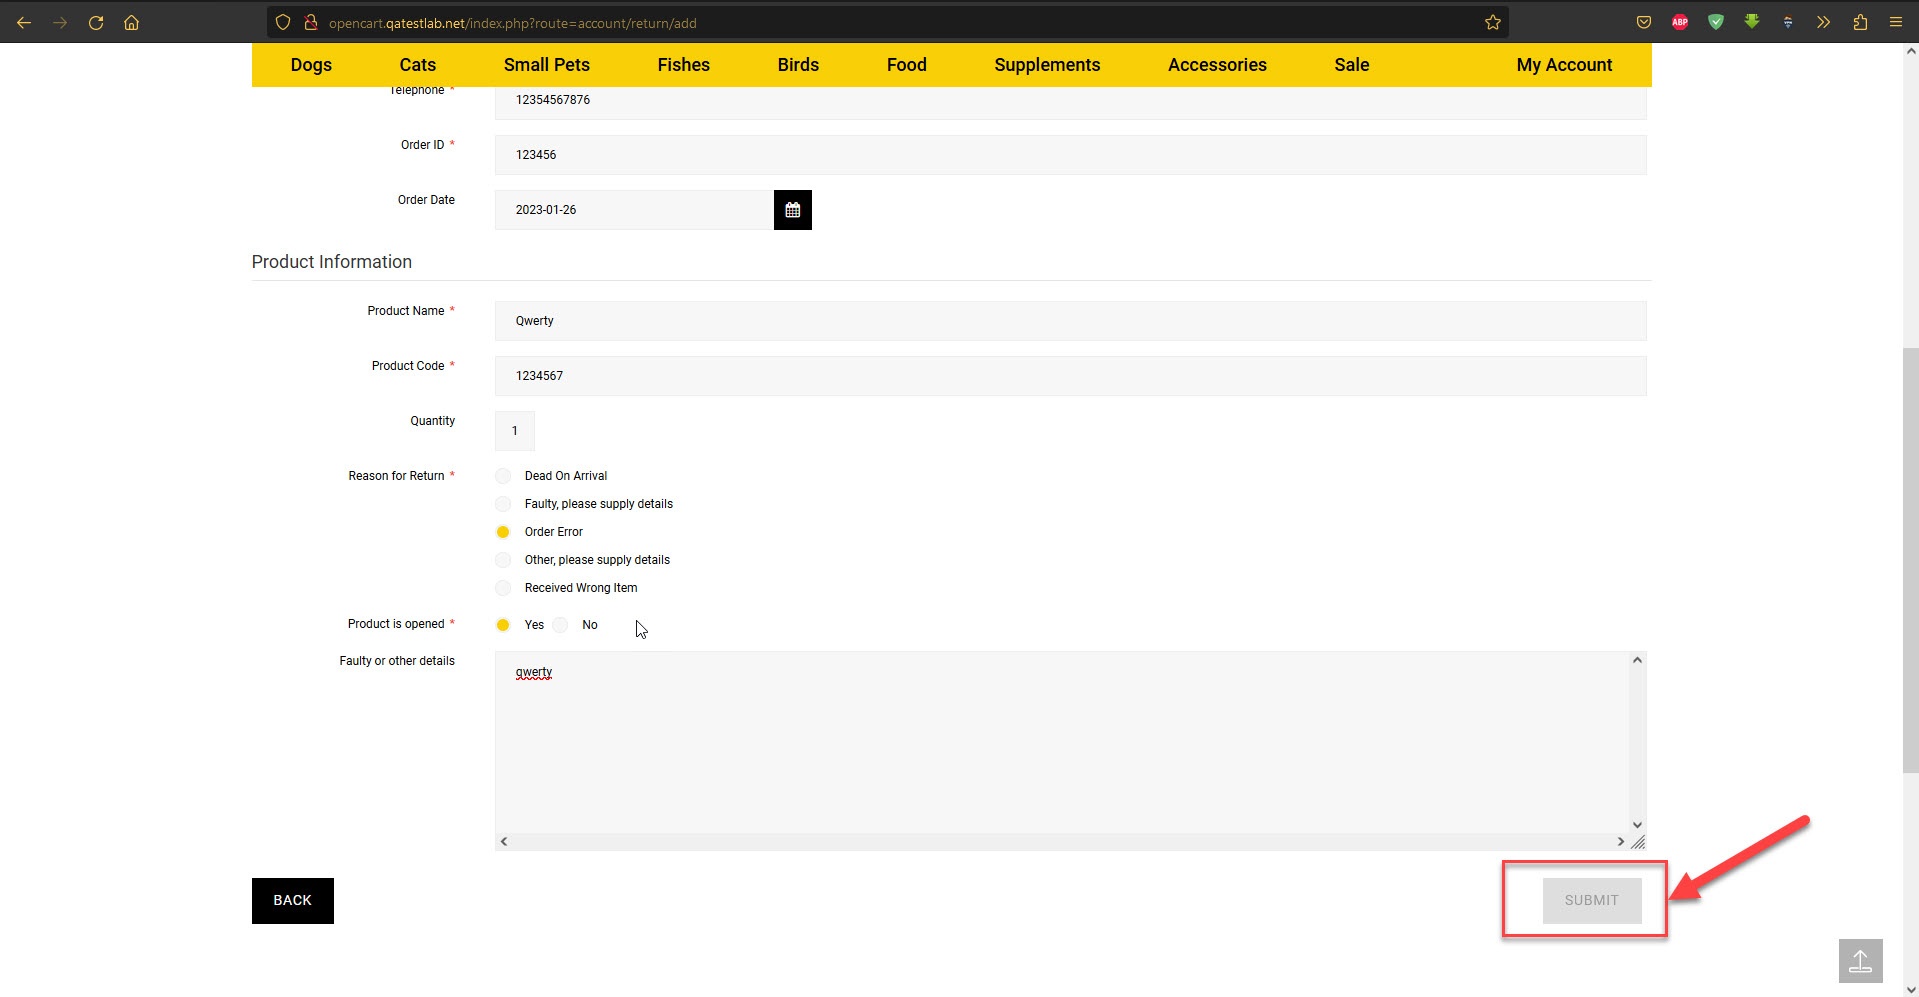 opencart.qatestlab.net/index.php?route=account/return/add
ABP
Dogs Cats Small Pets Fishes Birds Food Supplements Accessories Sale My Account
Telephone *
12354567876
Order ID *
123456
Order Date
2023-01-26
Product Information
Product Name *
Qwerty
Product Code *
1234567
Quantity
1
Reason for Return *
Dead On Arrival
Faulty, please supply details
Order Error
Other, please supply details
Received Wrong Item
Product is opened *
Yes No
Faulty or other details
qwerty
BACK
SUBMIT